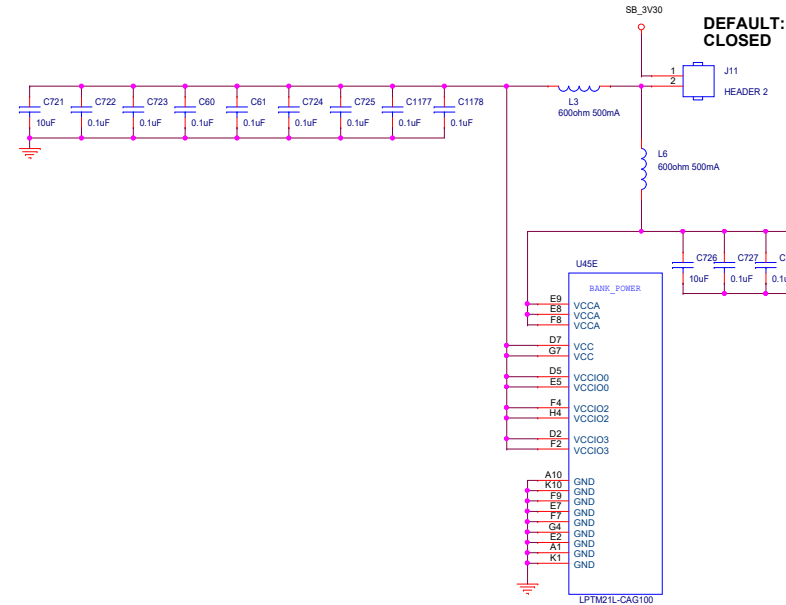 SB_3V30
DEFAULT:
CLOSED
1
2
J11
HEADER 2
C721
10uF
C722
0.1uF
C723
0.1uF
C60
0.1uF
C61
0.1uF
C724
0.1uF
C725
0.1uF
C1177
0.1uF
C1178
0.1uF
L3
600ohm 500mA
L6
600ohm 500mA
C726
10uF
C727
0.1uF
U45E
BANK_POWER
E9 VCCA
E8 VCCA
F8 VCCA
D7 VCC
G7 VCC
D5 VCCIO0
E5 VCCIO0
F4 VCCIO2
H4 VCCIO2
D2 VCCIO3
F2 VCCIO3
A10 GND
K10 GND
F9 GND
E7 GND
F7 GND
G4 GND
E2 GND
A1 GND
K1 GND
LPTM21L-CAG100